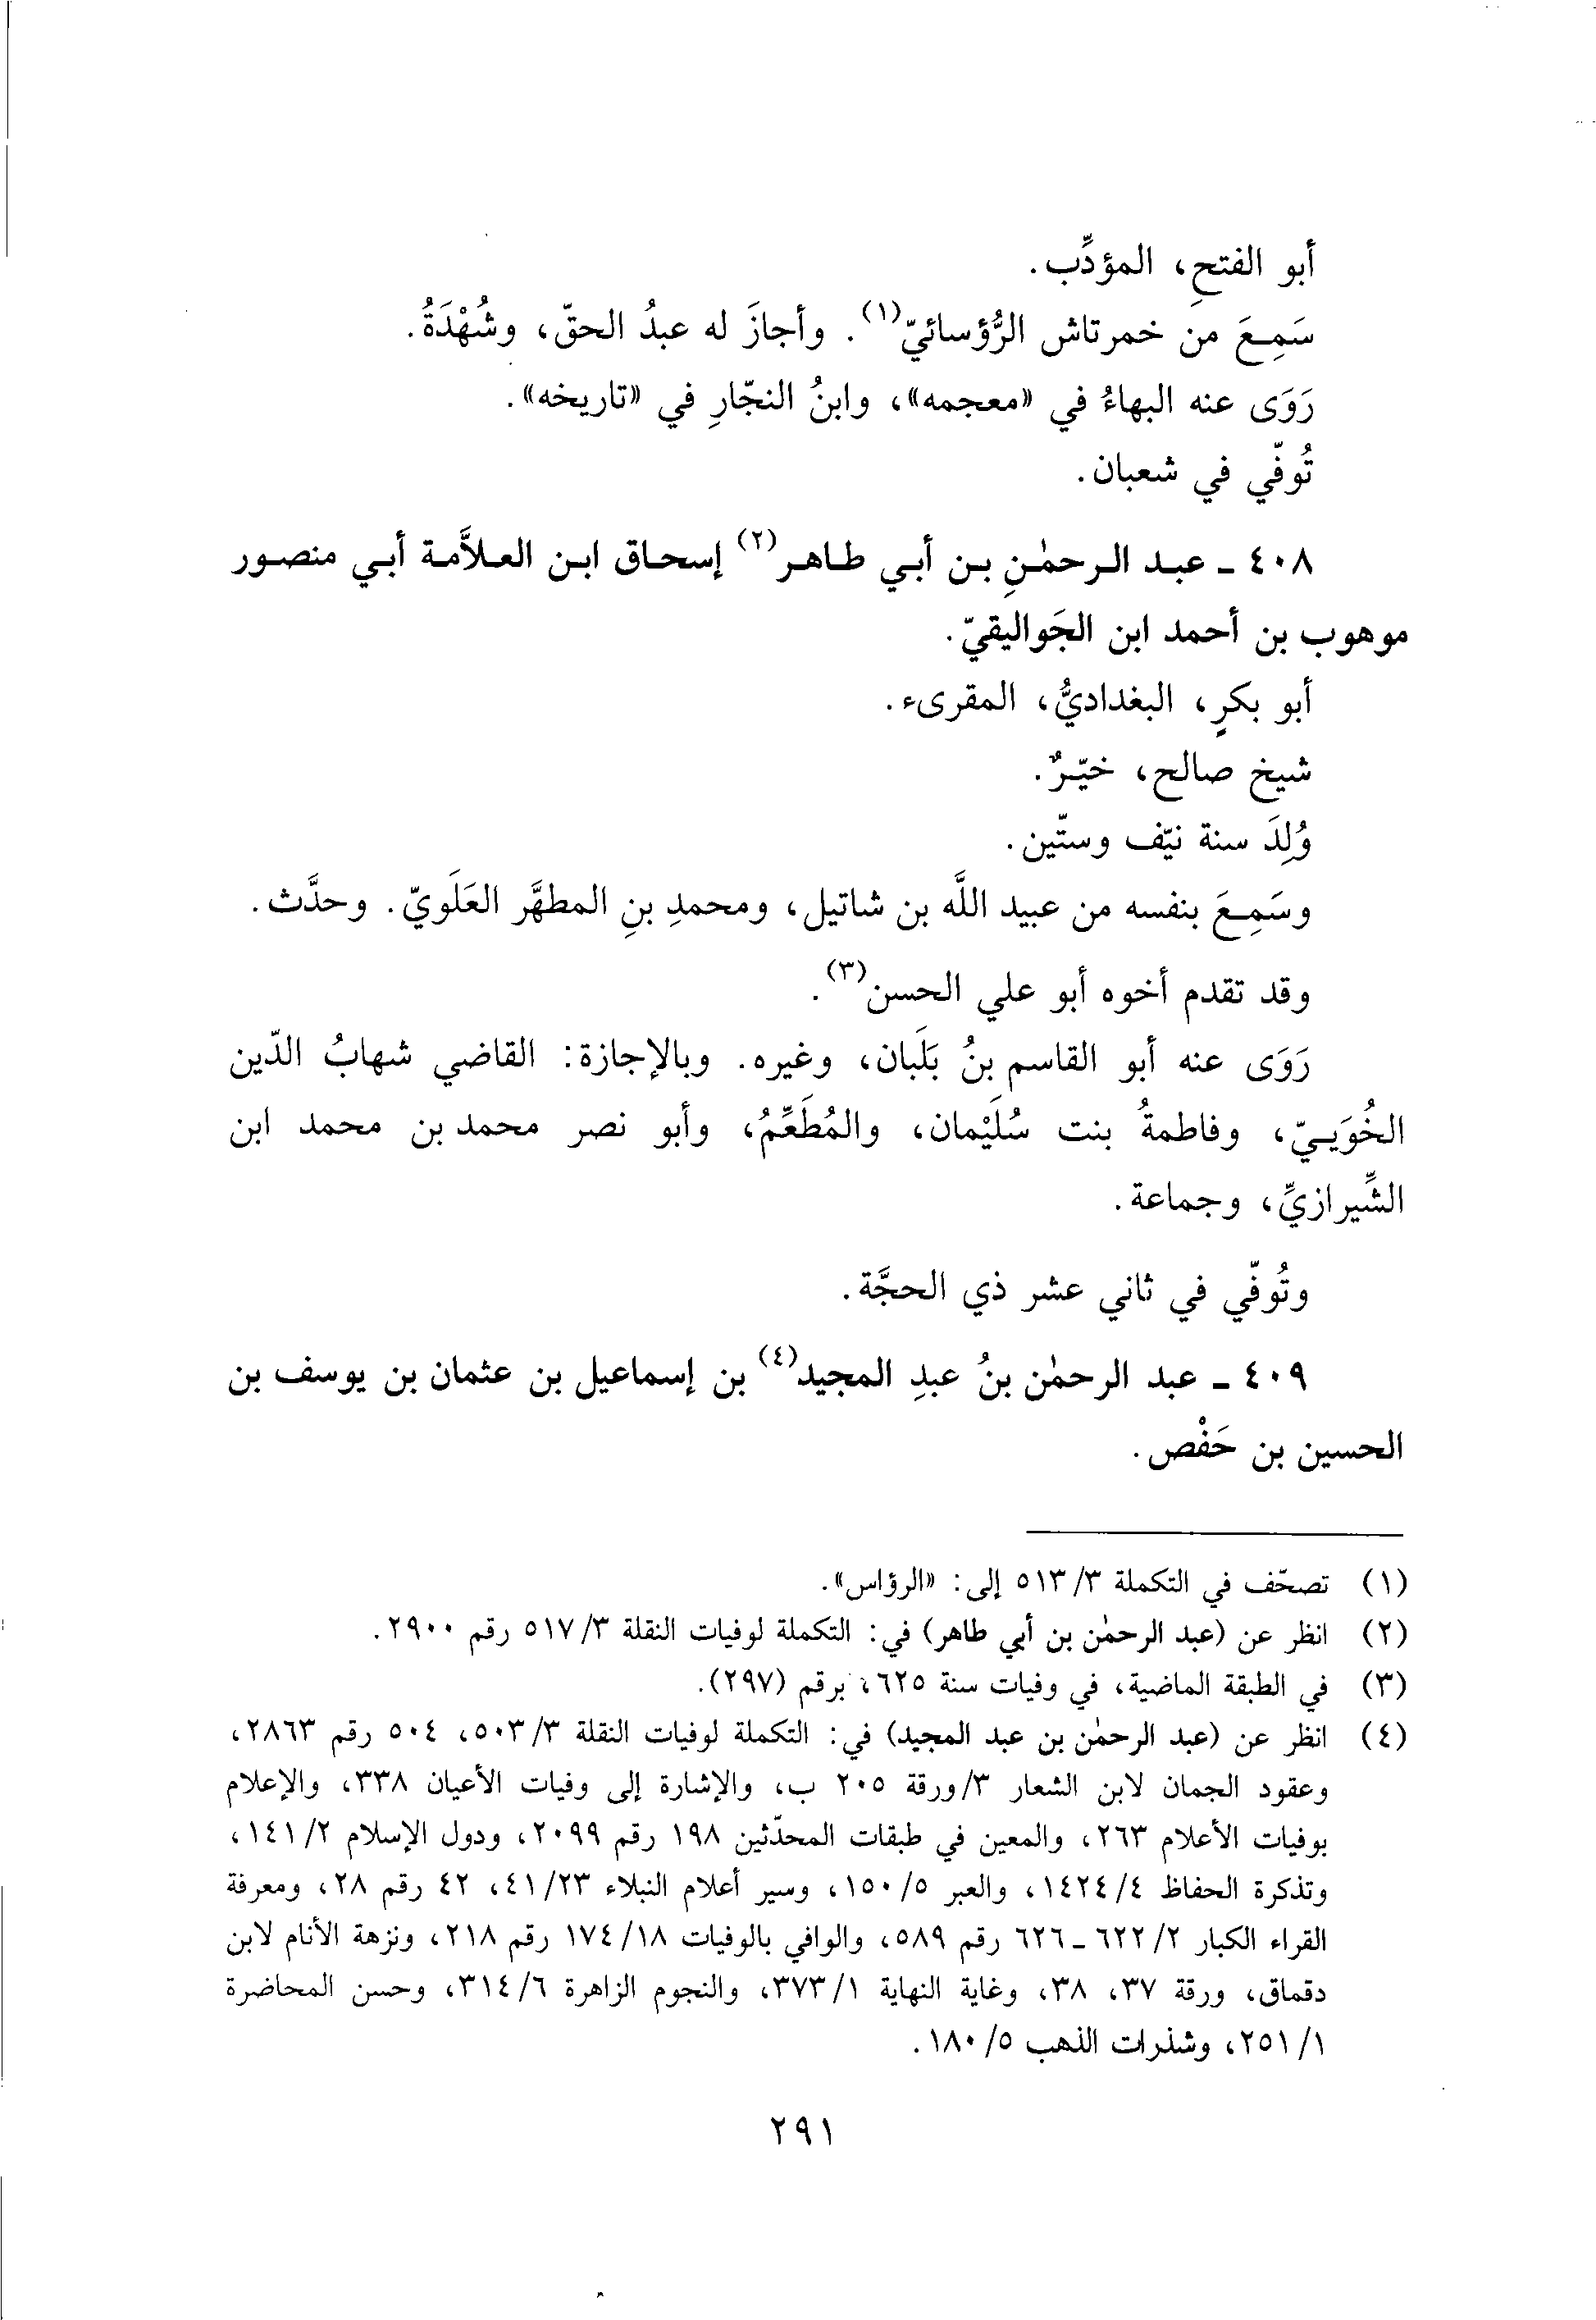 أبو الفتحِ، المؤدِّب.
سَمِعَ من خمرتاش الرُّؤسائيّ(١). وأجازَ له عبدُ الحقّ، وشُهْدَةُ.
رَوَى عنه البهاءُ في «معجمه»، وابنُ النجّارِ في «تاريخه».
تُوفّي في شعبان.
٤٠٨ ـ عبد الرحمٰنِ بن أبي طاهر(٢) إسحاق ابن العلاَّمة أبي منصور
موهوب بن أحمد ابن الجَواليقيّ.
أبو بكرٍ، البغداديُّ، المقرىء.
شيخ صالح، خيّرٌ.
وُلِدَ سنة نيّف وستّين.
وسَمِعَ بنفسه من عبيد اللَّه بن شاتيل، ومحمدِ بنِ المطهَّر العَلَويّ. وحدَّث.
وقد تقدم أخوه أبو علي الحسن(٣).
رَوَى عنه أبو القاسم بنُ بَلَبان، وغيره. وبالإجازة: القاضي شهابُ الدّين
الخُوَيـيّ، وفاطمةُ بنت سُلَيْمان، والمُطَعِّمُ، وأبو نصر محمد بن محمد ابن
الشِّيرازيِّ، وجماعة.
وتُوفّي في ثاني عشر ذي الحجَّة.
٤٠٩ ـ عبد الرحمٰن بنُ عبدِ المجيد(٤) بن إسماعيل بن عثمان بن يوسف بن
الحسين بن حَفْص.
(١) تصحّف في التكملة ٥١٣/٣ إلى: «الرؤاس».
(٢) انظر عن (عبد الرحمٰن بن أبي طاهر) في: التكملة لوفيات النقلة ٥١٧/٣ رقم ٢٩٠٠.
(٣) في الطبقة الماضية، في وفيات سنة ٦٢٥، برقم (٢٩٧).
(٤) انظر عن (عبد الرحمٰن بن عبد المجيد) في: التكملة لوفيات النقلة ٥٠٣/٣، ٥٠٤ رقم ٢٨٦٣،
وعقود الجمان لابن الشعار ٣/ورقة ٢٠٥ ب، والإشارة إلى وفيات الأعيان ٣٣٨، والإعلام
بوفيات الأعلام ٢٦٣، والمعين في طبقات المحدّثين ١٩٨ رقم ٢٠٩٩، ودول الإسلام ١٤١/٢،
وتذكرة الحفاظ ١٤٢٤/٤، والعبر ١٥٠/٥، وسير أعلام النبلاء ٤١/٢٣، ٤٢ رقم ٢٨، ومعرفة
القراء الكبار ٦٢٢/٢ ـ ٦٢٦ رقم ٥٨٩، والوافي بالوفيات ١٧٤/١٨ رقم ٢١٨، ونزهة الأنام لابن
دقماق، ورقة ٣٧، ٣٨، وغاية النهاية ٣٧٣/١، والنجوم الزاهرة ٣١٤/٦، وحسن المحاضرة
٢٥١/١، وشذرات الذهب ١٨٠/٥.
٢٩١